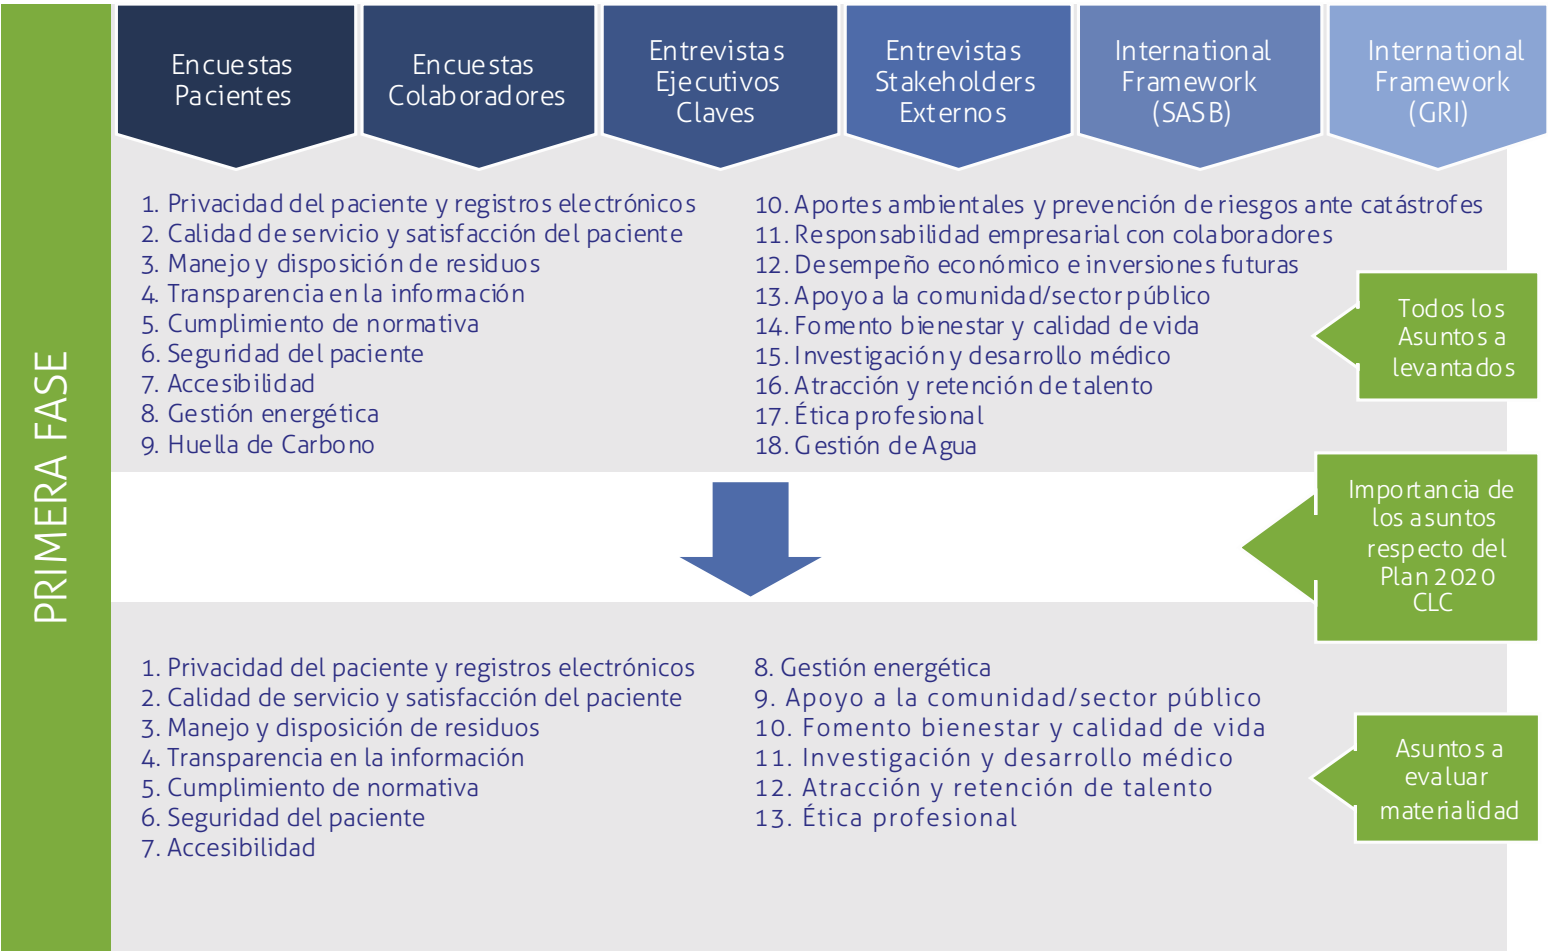 PRIMERA FASE
Encuestas
Pacientes
Encuestas
Colaboradores
Entrevistas
Ejecutivos
Claves
Entrevistas
Stakeholders
Externos
International
Framework
(SASB)
International
Framework
(GRI)
1. Privacidad del paciente y registros electrónicos
2. Calidad de servicio y satisfacción del paciente
3. Manejo y disposición de residuos
4. Transparencia en la información
5. Cumplimiento de normativa
6. Seguridad del paciente
7. Accesibilidad
8. Gestión energética
9. Huella de Carbono
10. Aportes ambientales y prevención de riesgos ante catástrofes
11. Responsabilidad empresarial con colaboradores
12. Desempeño económico e inversiones futuras
13. Apoyo a la comunidad/sector público
14. Fomento bienestar y calidad de vida
15. Investigación y desarrollo médico
16. Atracción y retención de talento
17. Ética profesional
18. Gestión de Agua
Todos los
Asuntos a
levantados
Importancia de
los asuntos
respecto del
Plan 2020
CLC
1. Privacidad del paciente y registros electrónicos
2. Calidad de servicio y satisfacción del paciente
3. Manejo y disposición de residuos
4. Transparencia en la información
5. Cumplimiento de normativa
6. Seguridad del paciente
7. Accesibilidad
8. Gestión energética
9. Apoyo a la comunidad/sector público
10. Fomento bienestar y calidad de vida
11. Investigación y desarrollo médico
12. Atracción y retención de talento
13. Ética profesional
Asuntos a
evaluar
materialidad